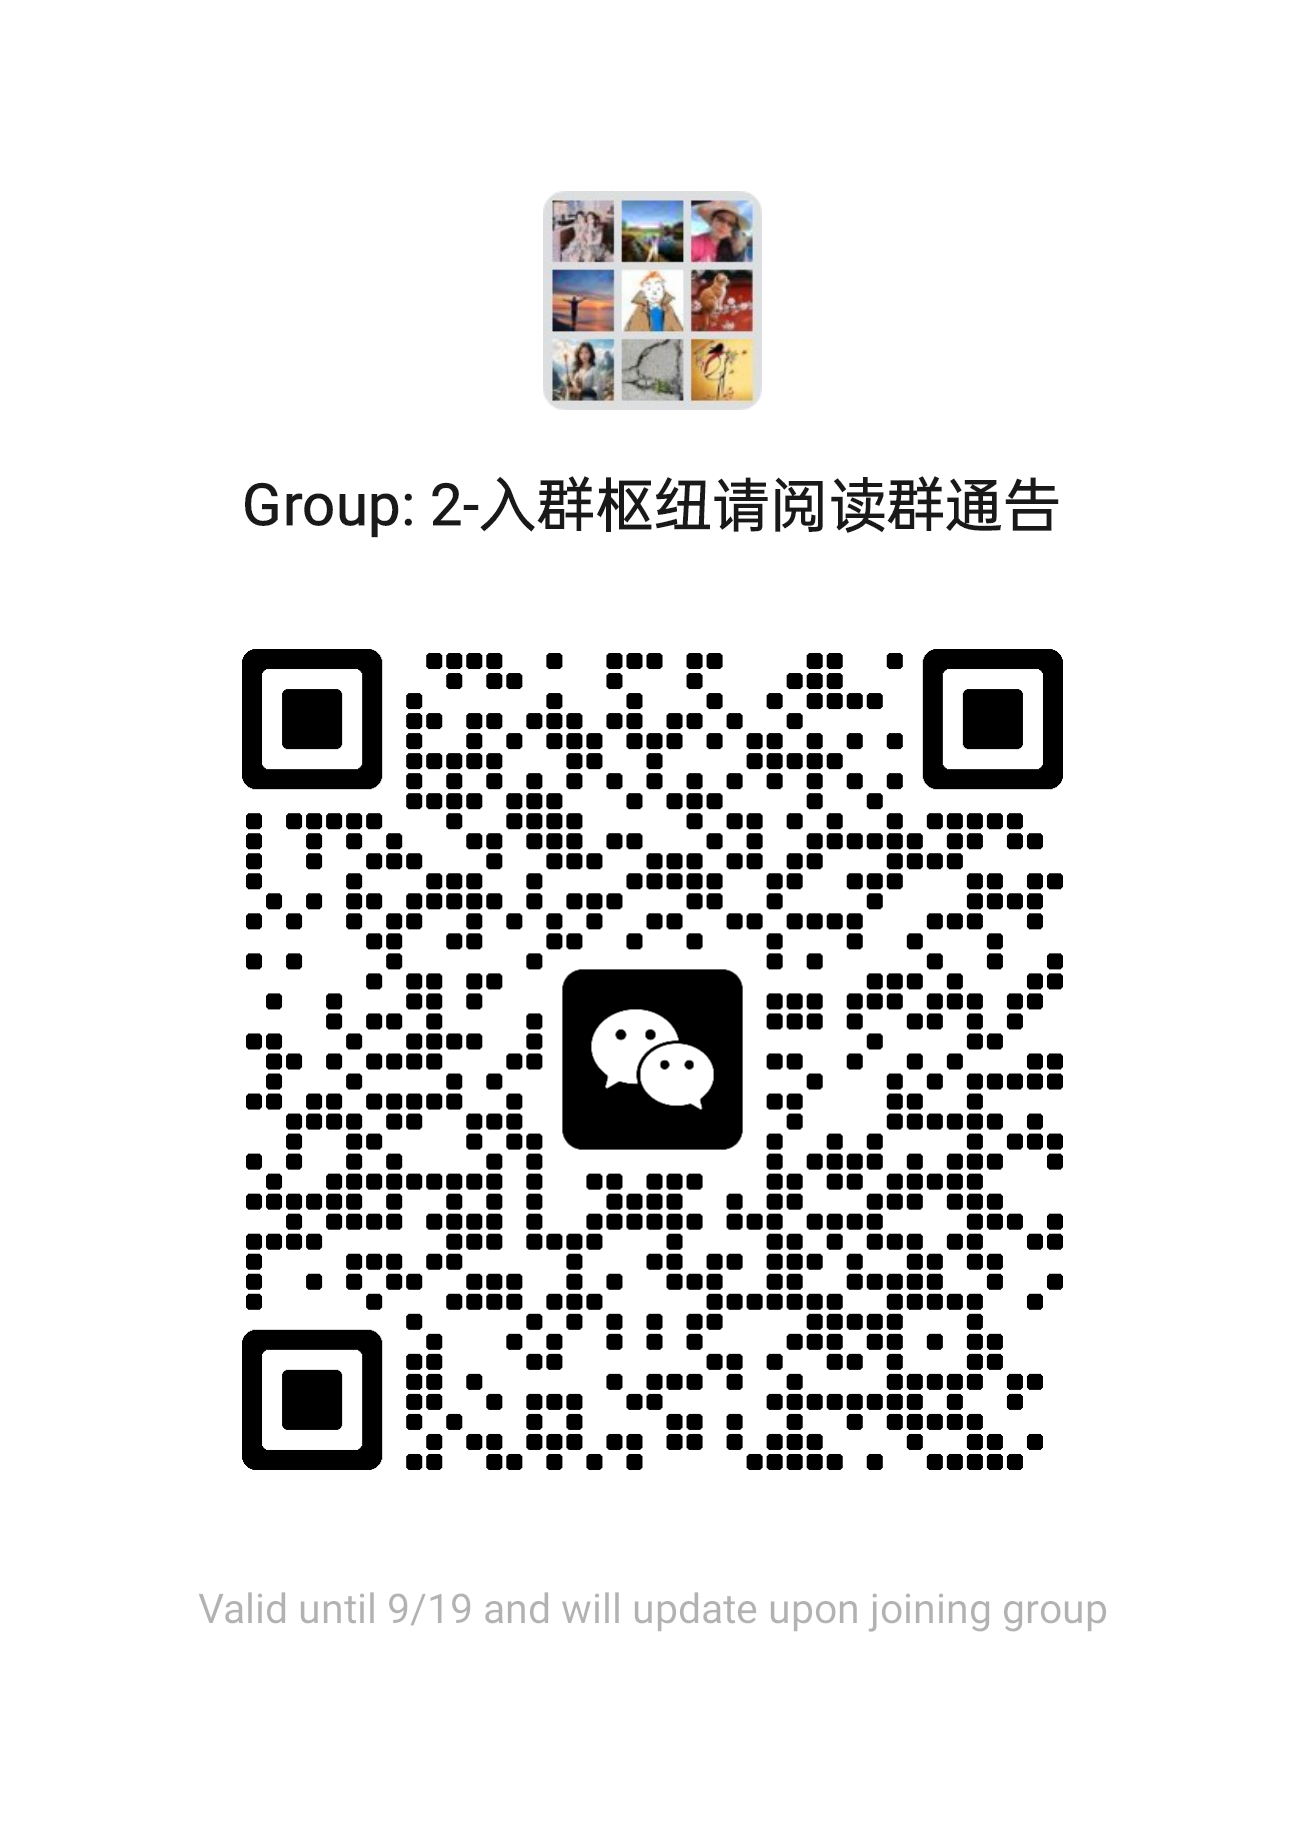 Group: 2-入群枢纽请阅读群通告
Valid until 9/19 and will update upon joining group